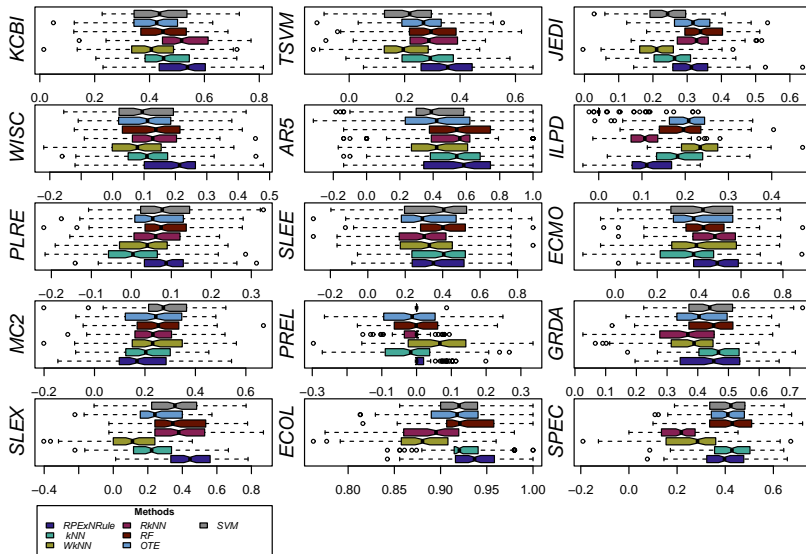 KCBI
0.0 0.2 0.4 0.6 0.8
TSVM
0.0 0.2 0.4 0.6
JEDI
0.0 0.1 0.2 0.3 0.4 0.5 0.6
WISC
−0.2 0.0 0.1 0.2 0.3 0.4 0.5
AR5
−0.2 0.0 0.2 0.4 0.6 0.8 1.0
ILPD
0.0 0.1 0.2 0.3 0.4
PLRE
−0.2 −0.1 0.0 0.1 0.2 0.3
SLEE
−0.2 0.0 0.2 0.4 0.6 0.8
ECMO
0.0 0.2 0.4 0.6 0.8
MC2
−0.2 0.0 0.2 0.4 0.6
PREL
−0.3 −0.1 0.0 0.1 0.2 0.3
GRDA
0.0 0.1 0.2 0.3 0.4 0.5 0.6 0.7
SLEX
−0.4 −0.2 0.0 0.2 0.4 0.6 0.8
ECOL
0.80 0.85 0.90 0.95 1.00
SPEC
−0.2 0.0 0.2 0.4 0.6
Methods
RPExNRule RkNN SVM
kNN RF
WkNN OTE